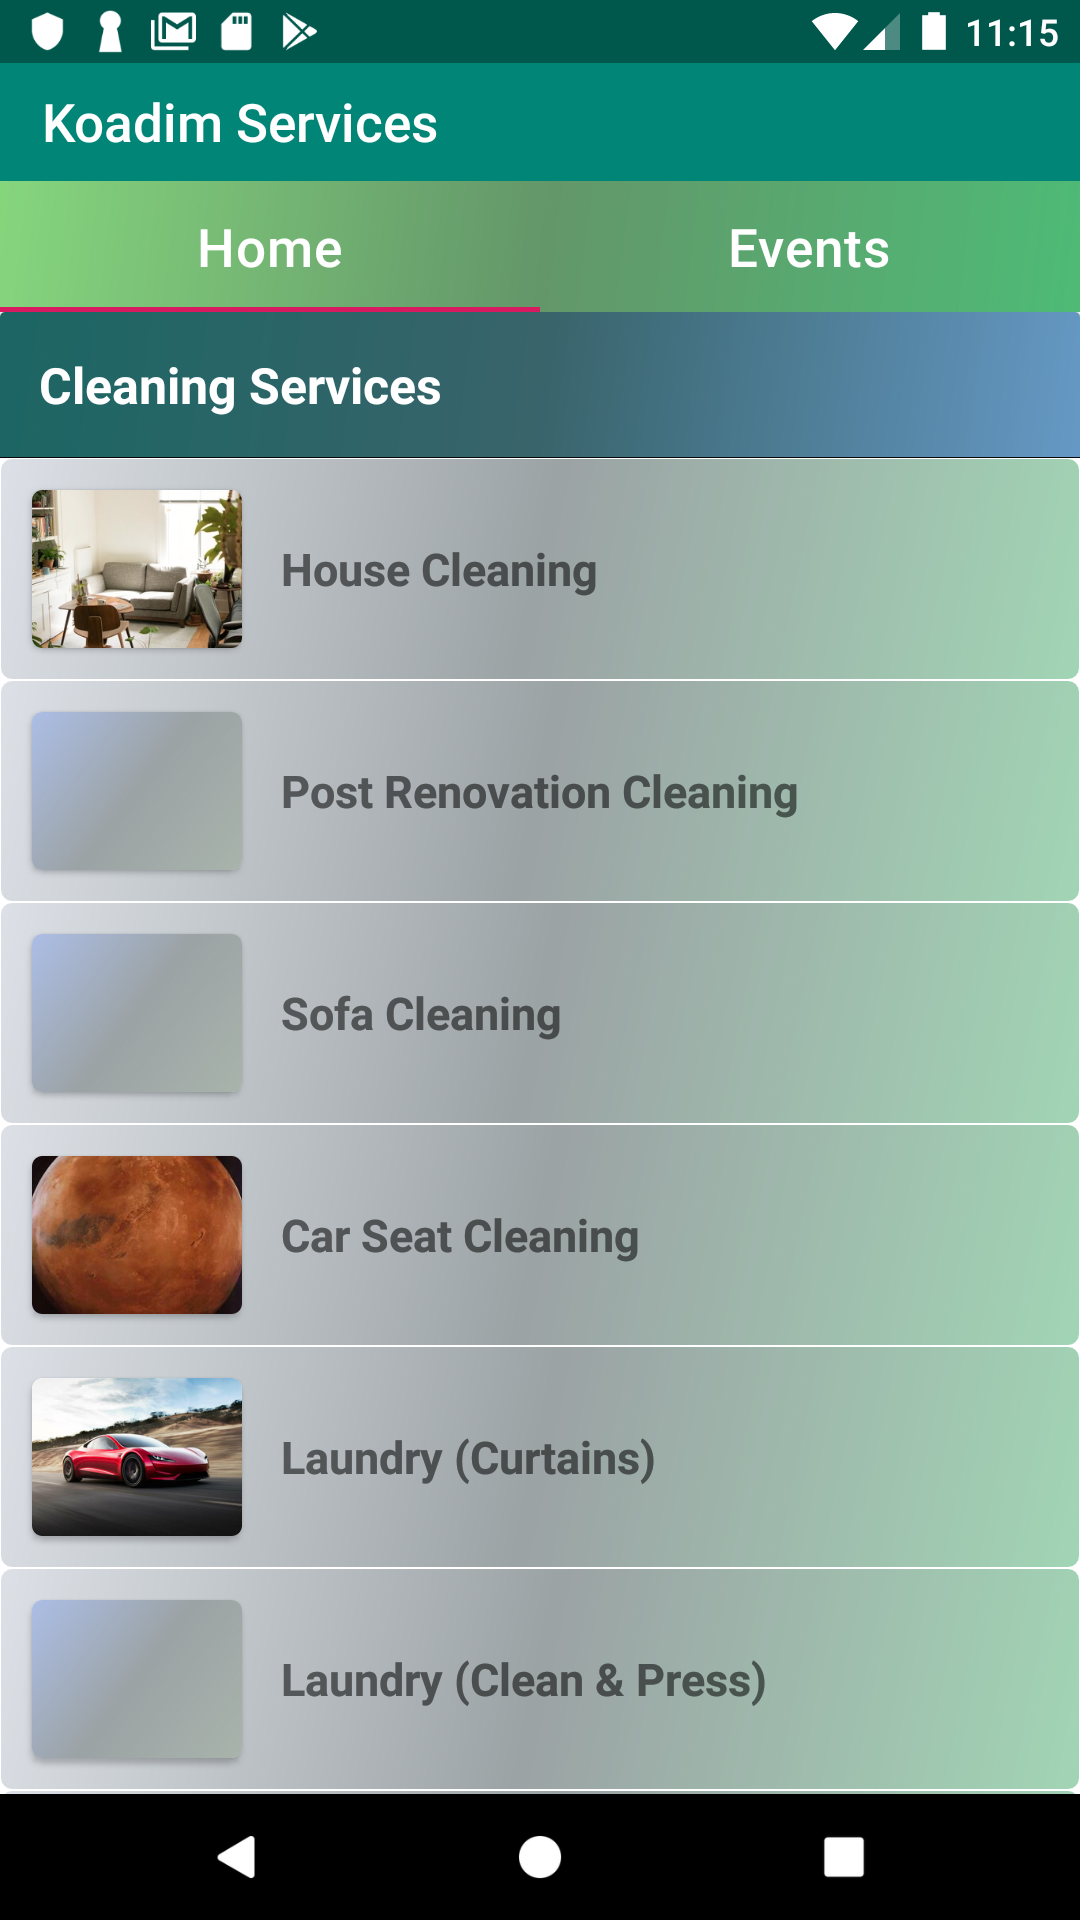 11:15
Koadim Services
Home
Events
Cleaning Services
House Cleaning
Post Renovation Cleaning
Sofa Cleaning
Car Seat Cleaning
Laundry (Curtains)
Laundry (Clean & Press)